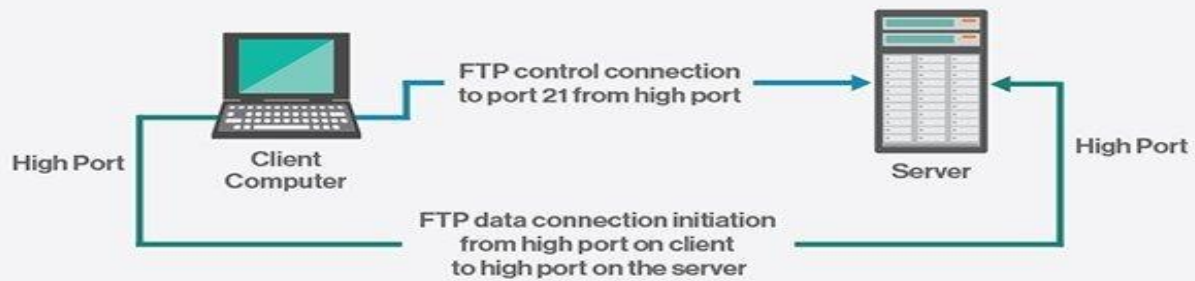 FTP control connection
to port 21 from high port
High Port
Client
Computer
Server
High Port
FTP data connection initiation
from high port on client
to high port on the server